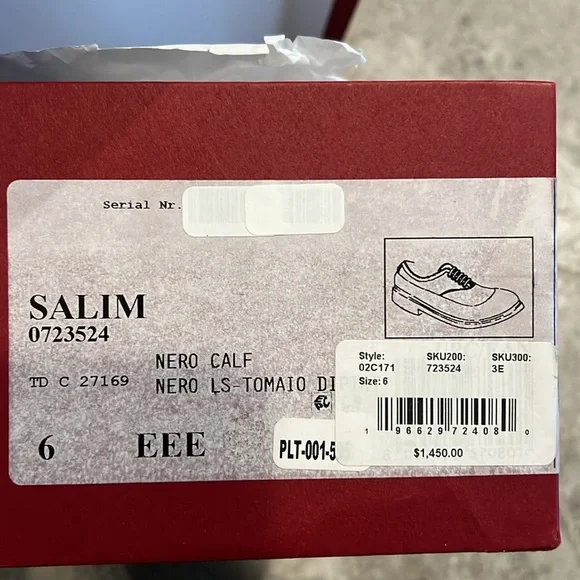 Serial Nr.
SALIM
0723524
NERO CALF
TD C 27169
NERO LS-TOMAIO DI
6
EEE
PLT-001-5
Style:
SKU200:
SKU300:
02C171
723524
3E
Size: 6
1 96629 72408 0
$1,450.00